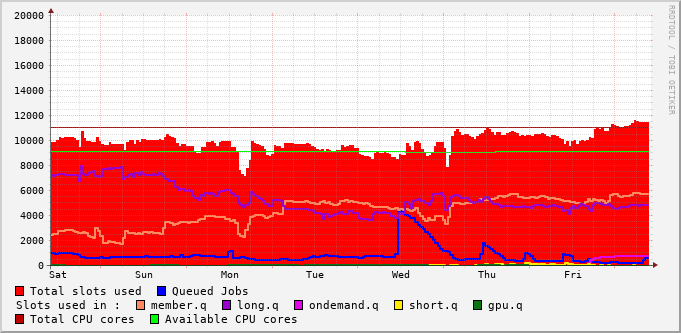 20000
18000
16000
14000
12000
10000
8000
6000
4000
2000
0
Sat Sun Mon Tue Wed Thu Fri
RRDTOOL / TOBI OETIKER
Total slots used Queued Jobs
Slots used in : member.q long.q ondemand.q short.q gpu.q
Total CPU cores Available CPU cores